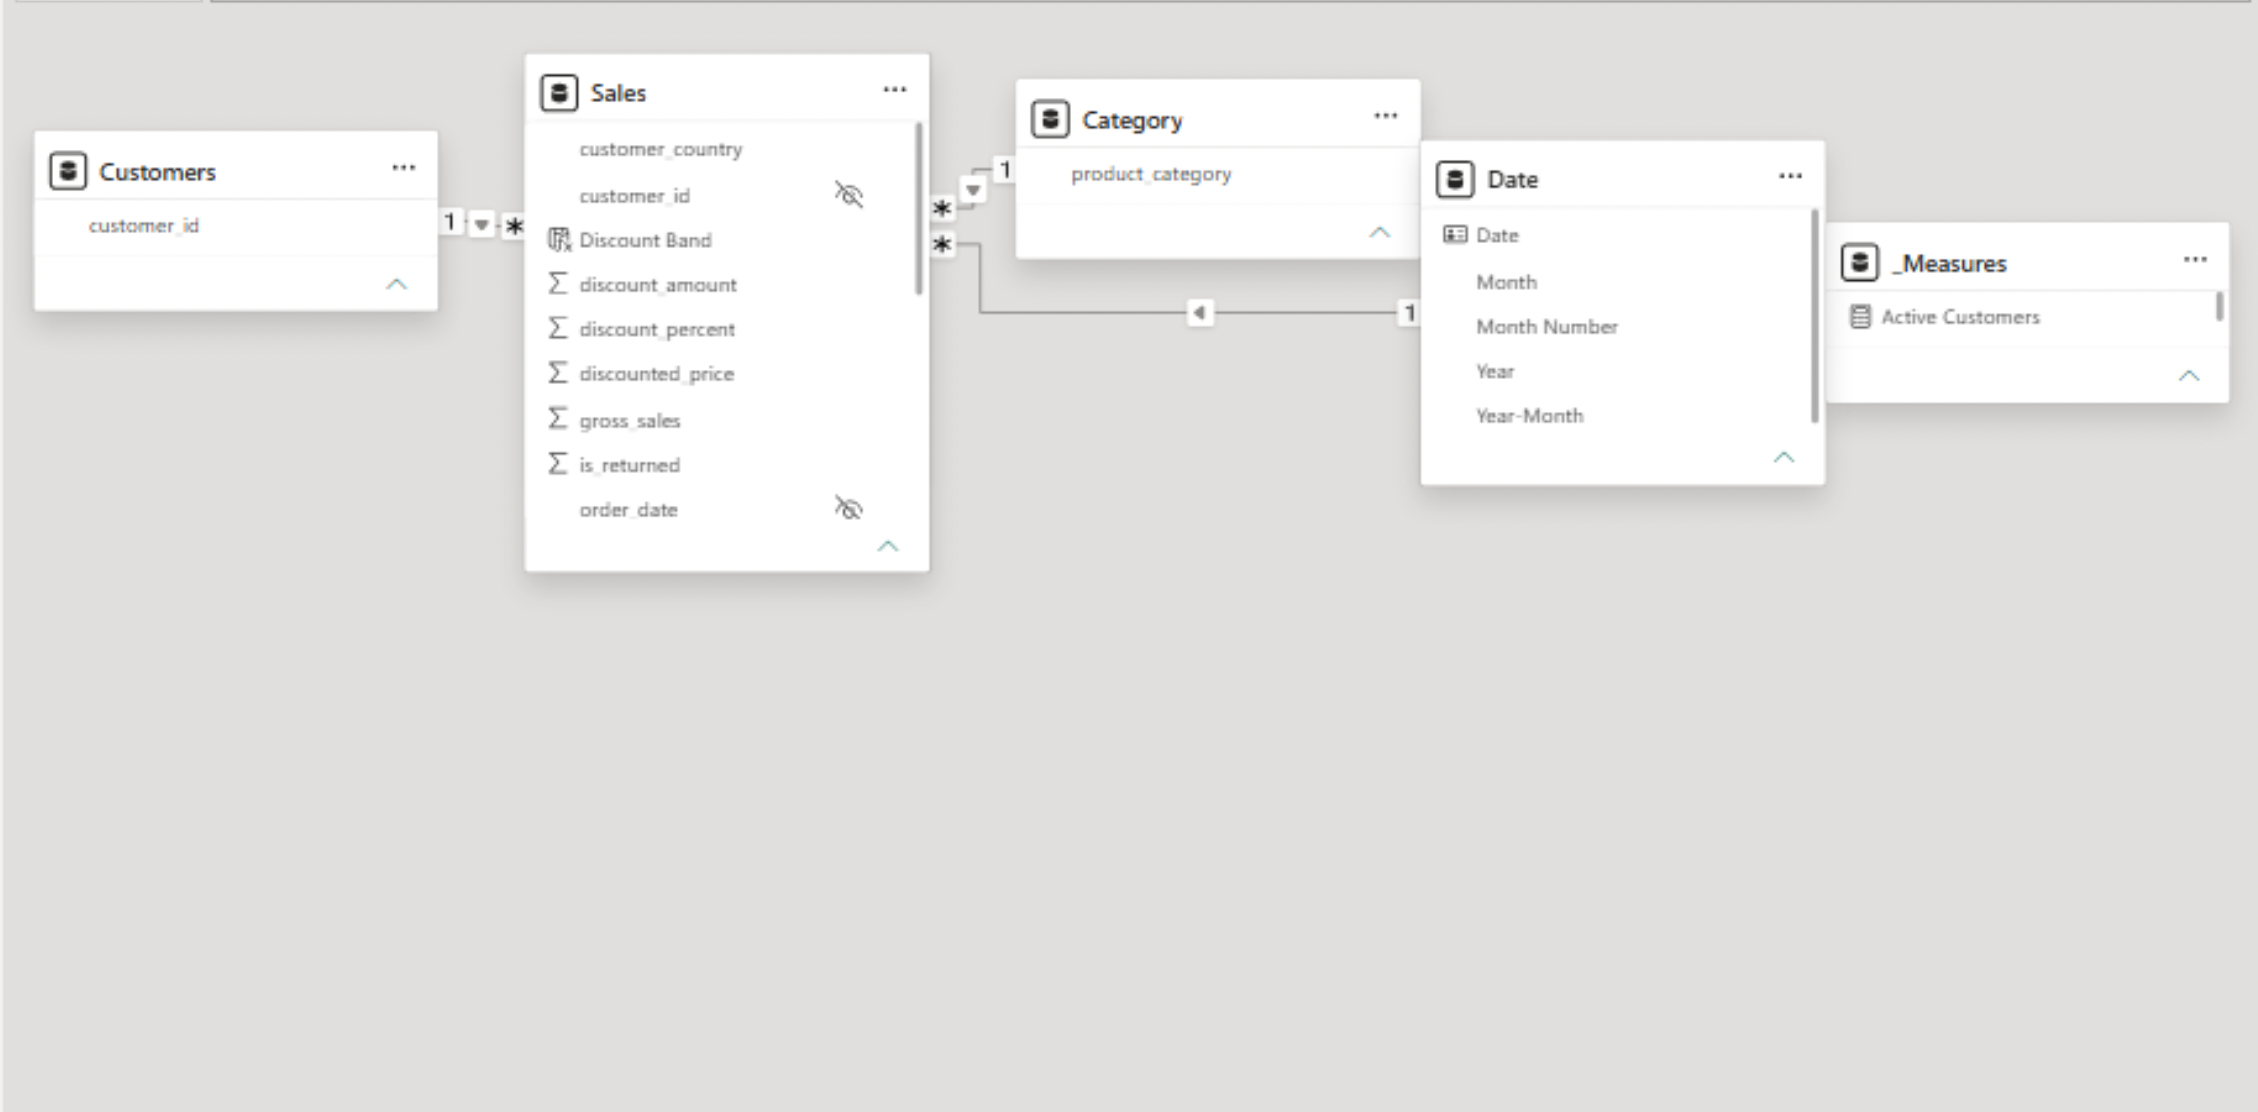 Customers
customer_id
1
*
Sales
customer_country
customer_id
Discount Band
discount_amount
discount_percent
discounted_price
gross_sales
is_returned
order_date
*
1
*
1
Category
product_category
Date
Date
Month
Month Number
Year
Year-Month
_Measures
Active Customers